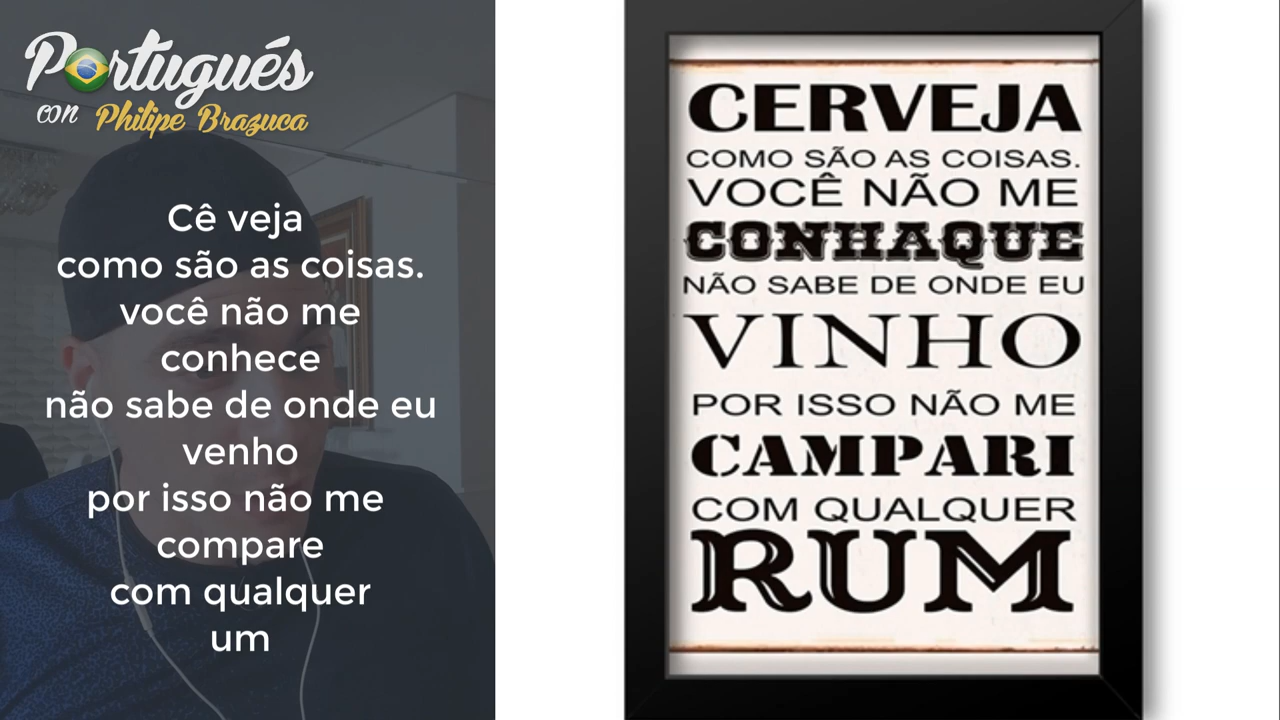 Portugués
con Philipe Brazuca
Cê veja
como são as coisas.
você não me
conhece
não sabe de onde eu
venho
por isso não me
compare
com qualquer
um
CERVEJA
COMO SÃO AS COISAS.
VOCÊ NÃO ME
CONHAQUE
NÃO SABE DE ONDE EU
VINHO
POR ISSO NÃO ME
CAMPARI
COM QUALQUER
RUM